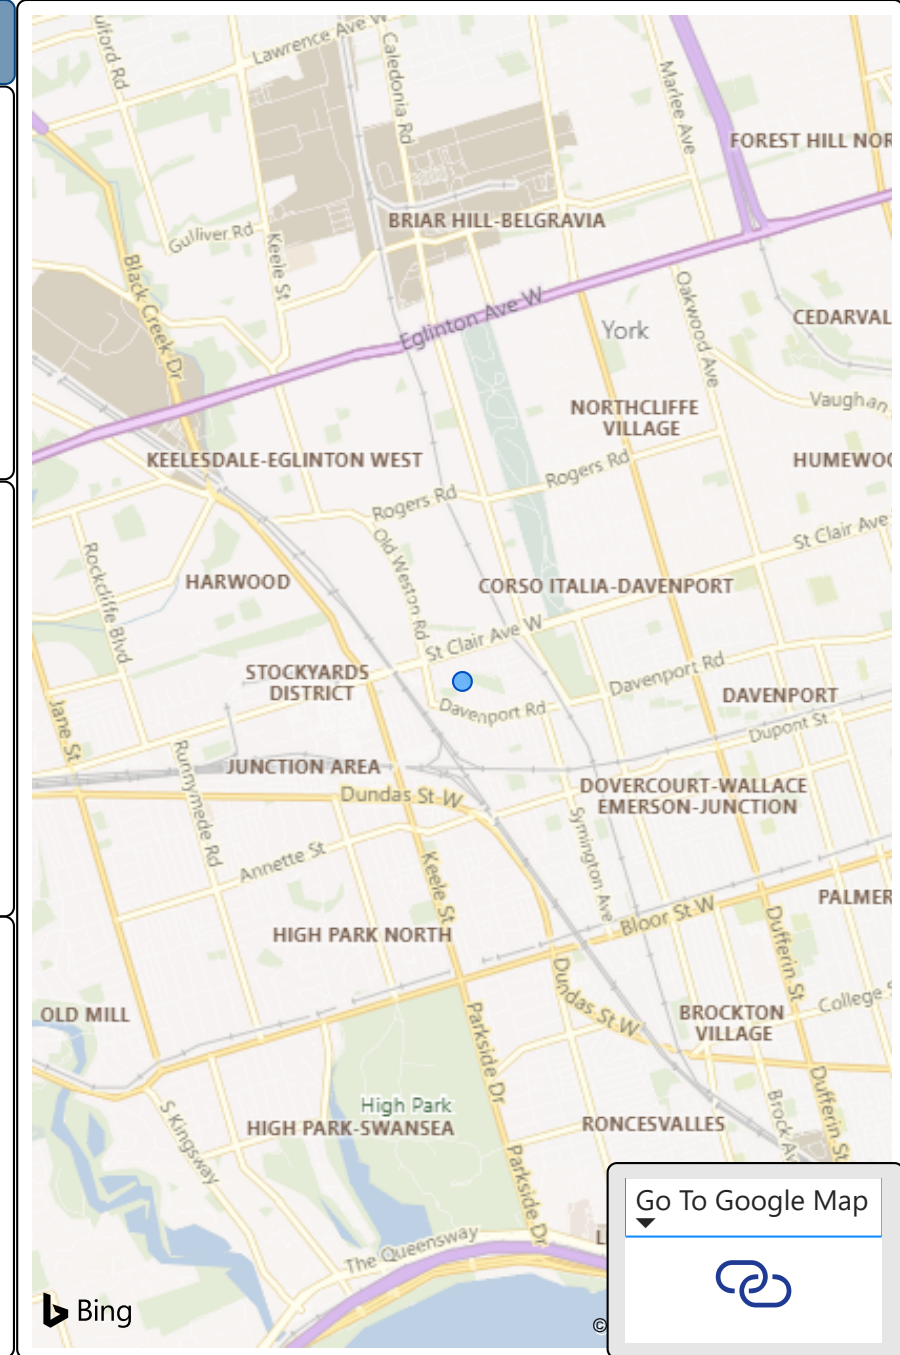 Lawrence Ave W
Caledonia Rd
Marlee Ave
FOREST HILL NOR
BRIAR HILL-BELGRAVIA
Gulliver Rd
Keele St
Black Creek Dr
Eglinton Ave W
York
Oakwood Ave
CEDARVAL
Vaughan
NORTHCLIFFE
VILLAGE
KEELESDALE-EGLINTON WEST
HUMEWO
Rogers Rd
Rogers Rd
St Clair Ave
Old Weston Rd
Rockcliffe Blvd
HARWOOD
CORSO ITALIA-DAVENPORT
St Clair Ave W
STOCKYARDS
DISTRICT
Davenport Rd
Davenport Rd
DAVENPORT
Jane St
Dupont St
Runnymede Rd
JUNCTION AREA
Dundas St W
DOVERCOURT-WALLACE
EMERSON-JUNCTION
Symington Ave
Annette St
Keele St
PALMER
Bloor St W
HIGH PARK NORTH
Dufferin St
Dundas St W
College S
OLD MILL
BROCKTON
VILLAGE
Parkside Dr
High Park
HIGH PARK-SWANSEA
RONCESVALLES
Dufferin St
Brock Av
S Kingsway
Parkside Dr
The Queensway
L
Go To Google Map
Bing
©